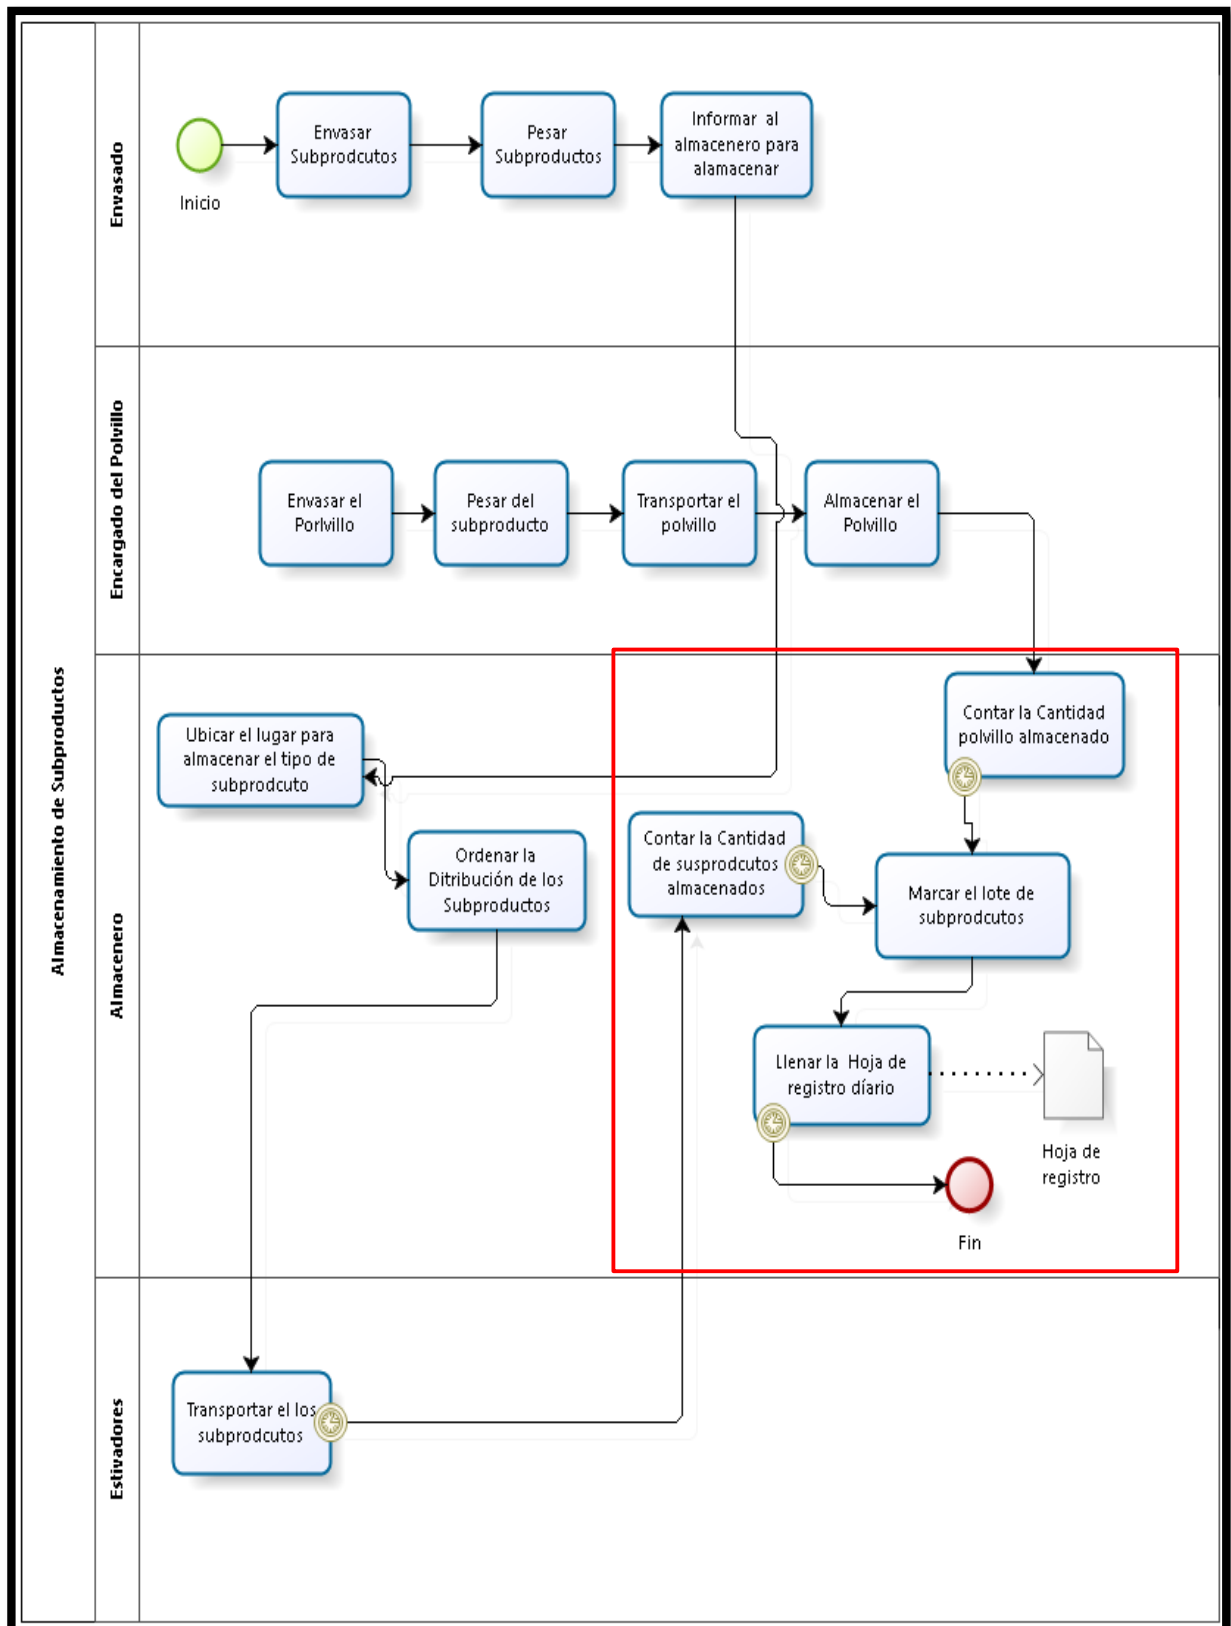 Almacenamiento de Subproductos
Envasado
Inicio
Envasar
Subprodcutos
Pesar
Subproductos
Informar al
almacenero para
alamacenar
Encargado del Polvillo
Envasar el
Porlvillo
Pesar del
subproducto
Transportar el
polvillo
Almacenar el
Polvillo
Almacenero
Ubicar el lugar para
almacenar el tipo de
subprodcuto
Ordenar la
Ditribución de los
Subproductos
Contar la Cantidad
polvillo almacenado
Contar la Cantidad
de susprodcutos
almacenados
Marcar el lote de
subprodcutos
Llenar la Hoja de
registro díario
Hoja de
registro
Fin
Estivadores
Transportar el los
subprodcutos